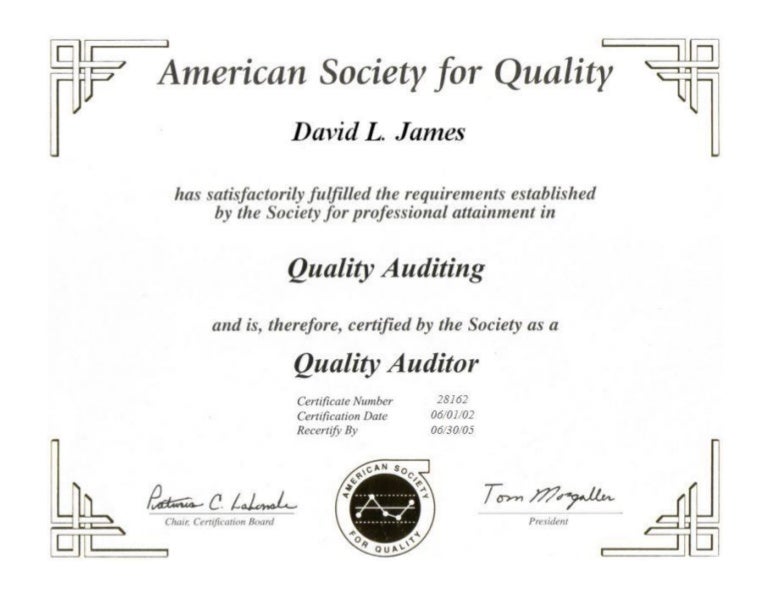 American Society for Quality
David L. James
has satisfactorily fulfilled the requirements established
by the Society for professional attainment in
Quality Auditing
and is, therefore, certified by the Society as a
Quality Auditor
Certificate Number 28162
Certification Date 06/01/02
Recertify By 06/30/05
C.
Chair, Certification Board
AMERICAN SOCIETY
FOR QUALITY
Tom
President